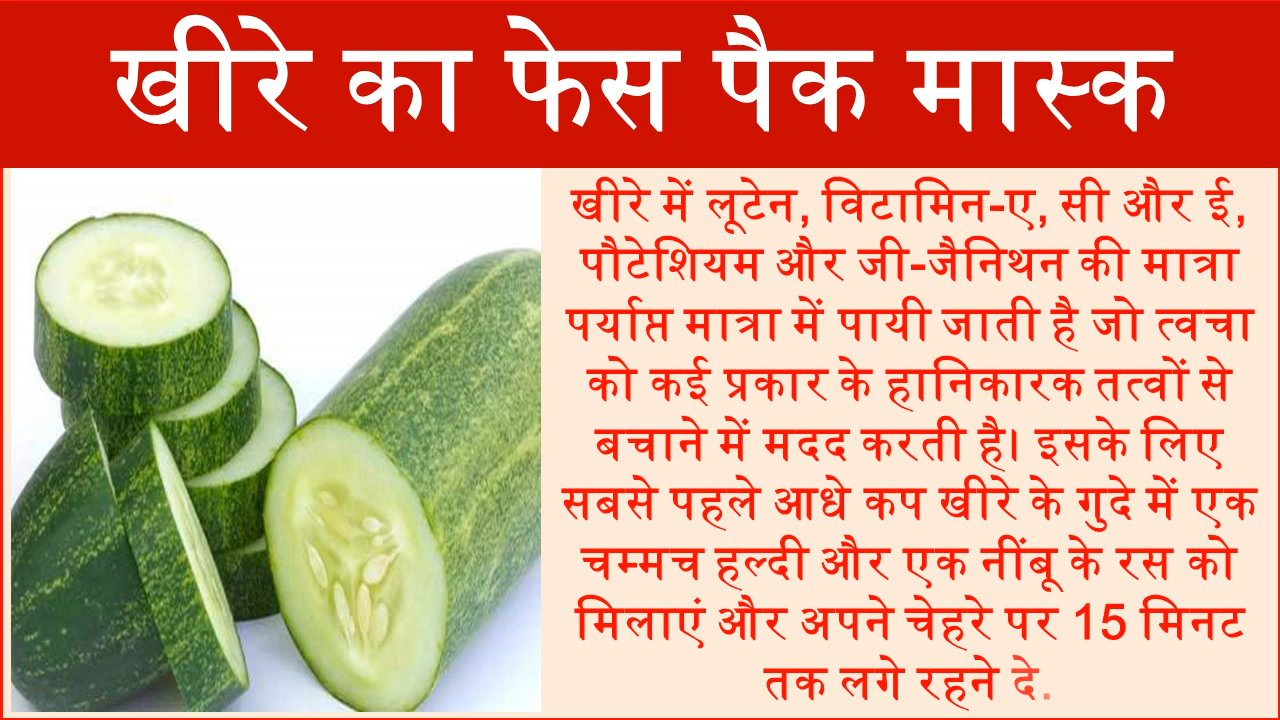 खीरे का फेस पैक मास्क
खीरे में लूटेन, विटामिन-ए, सी और ई,
पौटेशियम और जी-जैनिथन की मात्रा
पर्याप्त मात्रा में पायी जाती है जो त्वचा
को कई प्रकार के हानिकारक तत्वों से
बचाने में मदद करती है। इसके लिए
सबसे पहले आधे कप खीरे के गुदे में एक
चम्मच हल्दी और एक नींबू के रस को
मिलाएं और अपने चेहरे पर 15 मिनट
तक लगे रहने दे.